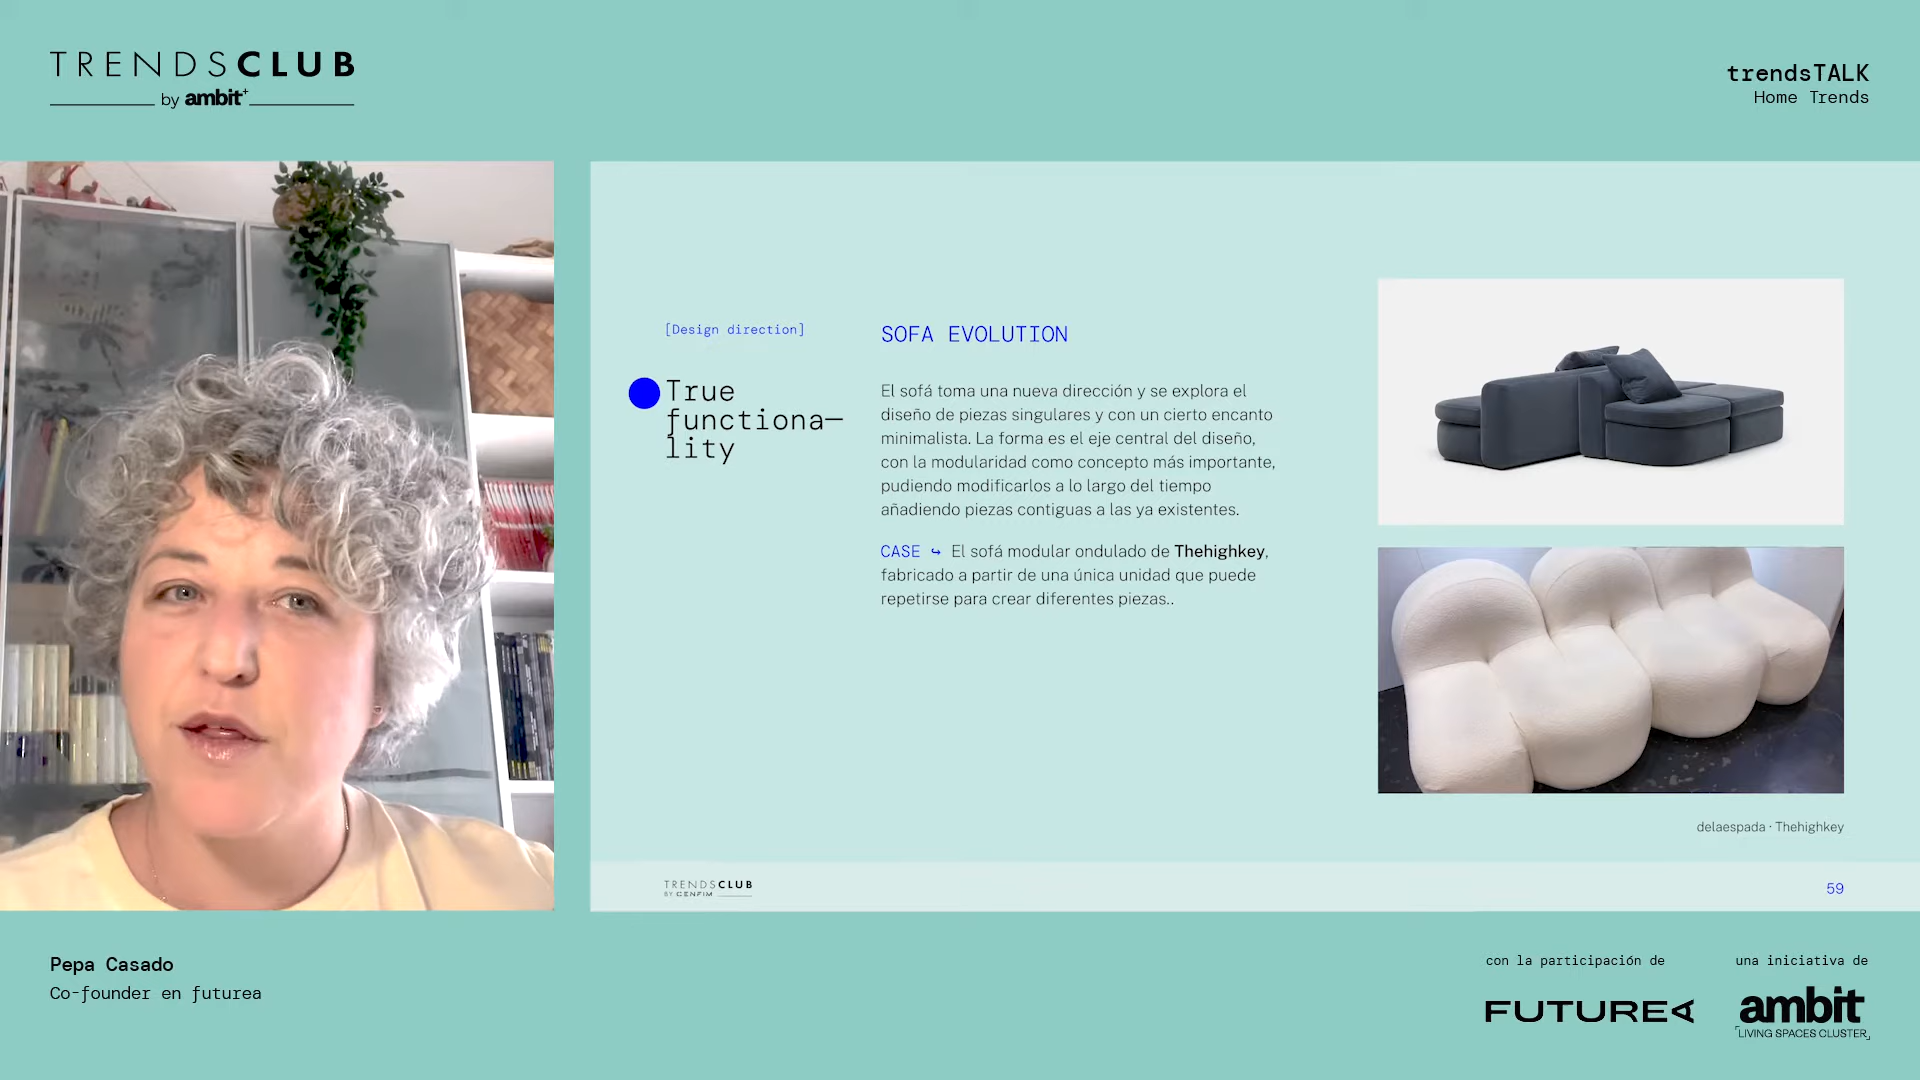 TRENDSCLUB
by ambit+
trendsTALK
Home Trends
[Design direction]
True
functiona—
lity
SOFA EVOLUTION
El sofá toma una nueva dirección y se explora el
diseño de piezas singulares y con un cierto encanto
minimalista. La forma es el eje central del diseño,
con la modularidad como concepto más importante,
pudiendo modificarlos a lo largo del tiempo
añadiendo piezas contiguas a las ya existentes.
CASE ↪ El sofá modular ondulado de Thehighkey,
fabricado a partir de una única unidad que puede
repetirse para crear diferentes piezas..
delaespada · Thehighkey
TRENDSCLUB
BY CENFIM
59
Pepa Casado
Co-founder en futurea
con la participación de
FUTUREA
una iniciativa de
ambit
LIVING SPACES CLUSTER